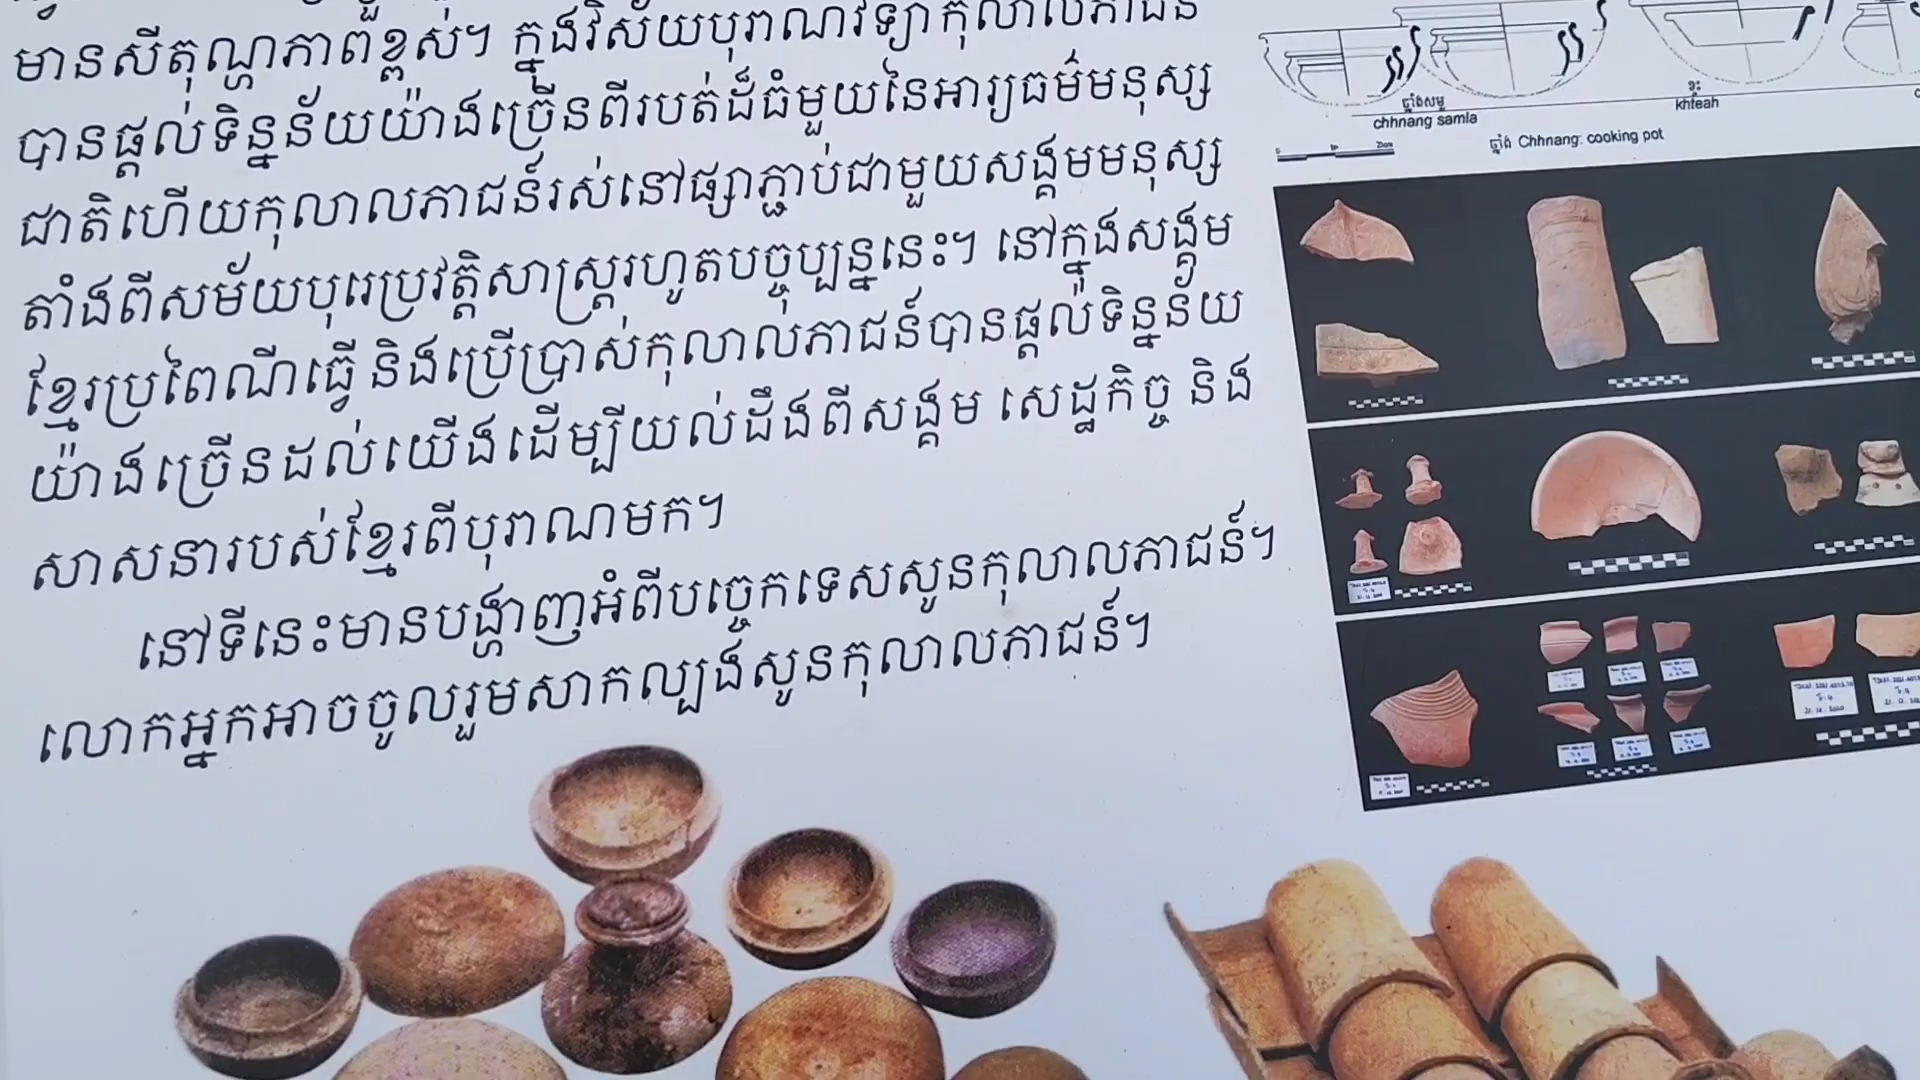 មានសីតុណ្ហភាពខ្ពស់។ ក្នុងវិស័យបុរាណវិទ្យាកុលាលភាជន៍
បានផ្តល់ទិន្នន័យយ៉ាងច្រើនពីរបត់ដ៏ធំមួយនៃអារ្យធម៌មនុស្ស
ជាតិហើយកុលាលភាជន៍រស់នៅផ្សាភ្ជាប់ជាមួយសង្គមមនុស្ស
តាំងពីសម័យបុរេប្រវត្តិសាស្ត្ររហូតបច្ចុប្បន្ននេះ។ នៅក្នុងសង្គម
ខ្មែរប្រពៃណីធ្វើ និងប្រើប្រាស់កុលាលភាជន៍បានផ្តល់ទិន្នន័យ
យ៉ាងច្រើនដល់យើងដើម្បីយល់ដឹងពីសង្គម សេដ្ឋកិច្ច និង
សាសនារបស់ខ្មែរពីបុរាណមក។
នៅទីនេះមានបង្ហាញអំពីបច្ចេកទេសសូនកុលាលភាជន៍។
លោកអ្នកអាចចូលរួមសាកល្បងសូនកុលាលភាជន៍។
ឆ្នាំងសម្ល
chhnang samla
ខ្ទះ
khteah
ឆ្នាំង Chhnang: cooking pot